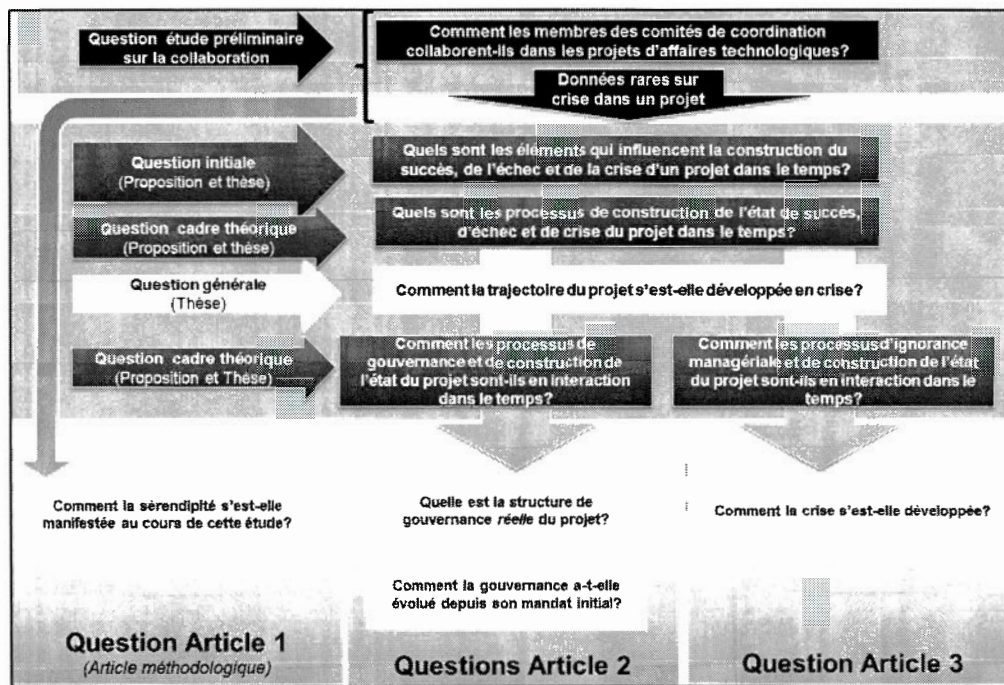 Question étude préliminaire
sur la collaboration
Comment les membres des comités de coordination
collaborent-ils dans les projets d'affaires technologiques?
Données rares sur
crise dans un projet
Question initiale
(Proposition et thèse)
Quels sont les éléments qui influencent la construction du
succès, de l'échec et de la crise d'un projet dans le temps?
Question cadre théorique
(Proposition et thèse)
Quels sont les processus de construction de l'état de succès,
d'échec et de crise du projet dans le temps?
Question générale
(Thèse)
Comment la trajectoire du projet s'est-elle développée en crise?
Question cadre théorique
(Proposition et Thèse)
Comment les processus de
gouvernance et de construction de
l'état du projet sont-ils en interaction
dans le temps?
Comment les processus d'ignorance
managériale et de construction de l'état
du projet sont-ils en interaction dans le
temps?
Comment la sérendipité s'est-elle
manifestée au cours de cette étude?
Quelle est la structure de
gouvernance réelle du projet?
Comment la crise s'est-elle développée?
Comment la gouvernance a-t-elle
évolué depuis son mandat initial?
Question Article 1
(Article méthodologique)
Questions Article 2
Question Article 3